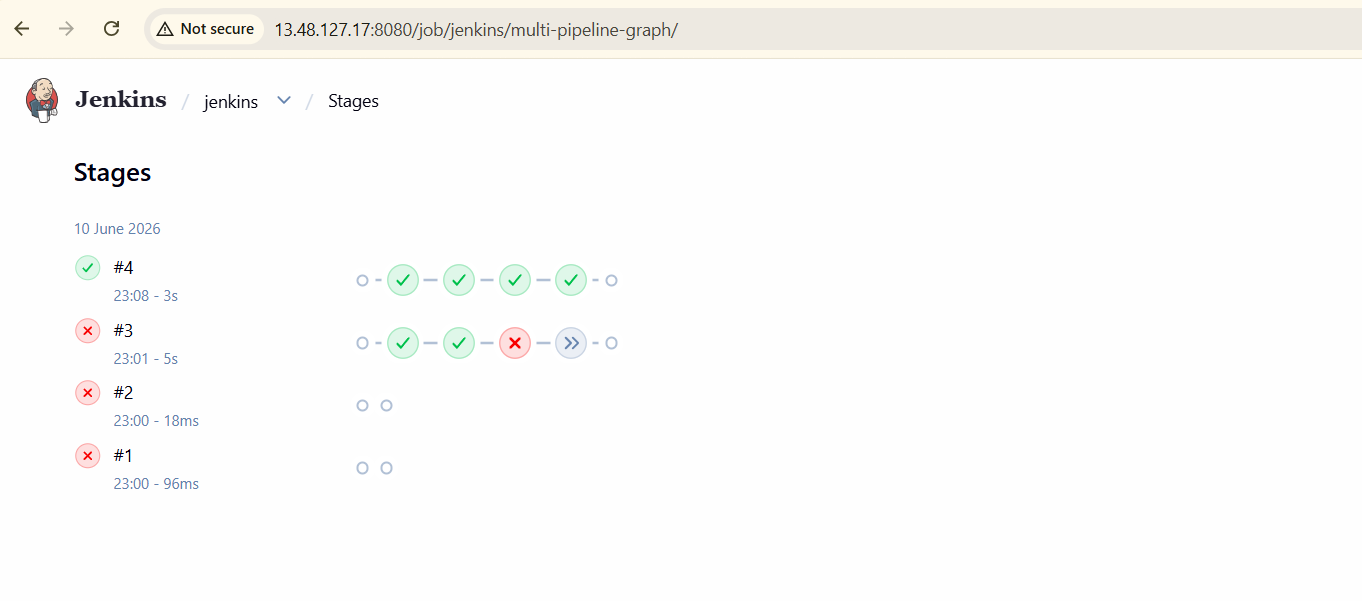 Not secure 13.48.127.17:8080/job/jenkins/multi-pipeline-graph/
Jenkins / jenkins / Stages
Stages
10 June 2026
#4
23:08 - 3s
#3
23:01 - 5s
#2
23:00 - 18ms
#1
23:00 - 96ms